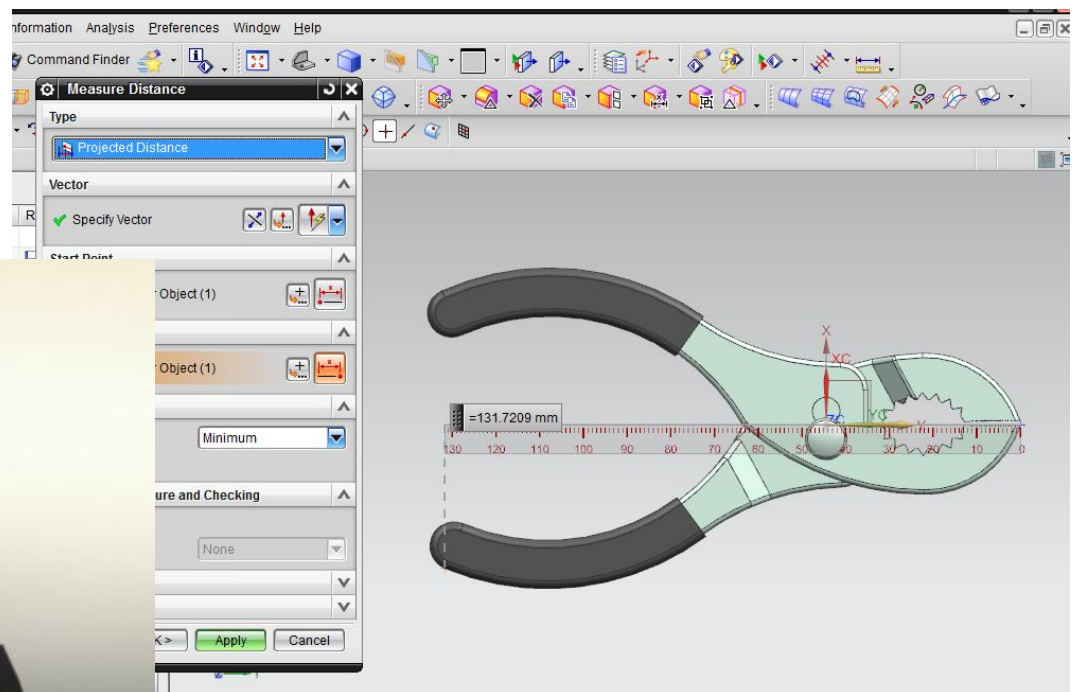 nformation Analysis Preferences Window Help
Command Finder
Measure Distance
Type
Projected Distance
Vector
R
Specify Vector
Start Point
Object (1)
Object (1)
Minimum
ure and Checking
None
K >
Apply
Cancel
X
XC
YC
ZC
Y
=131.7209 mm
130 120 110 100 90 80 70 60 50 40 30 20 10 0